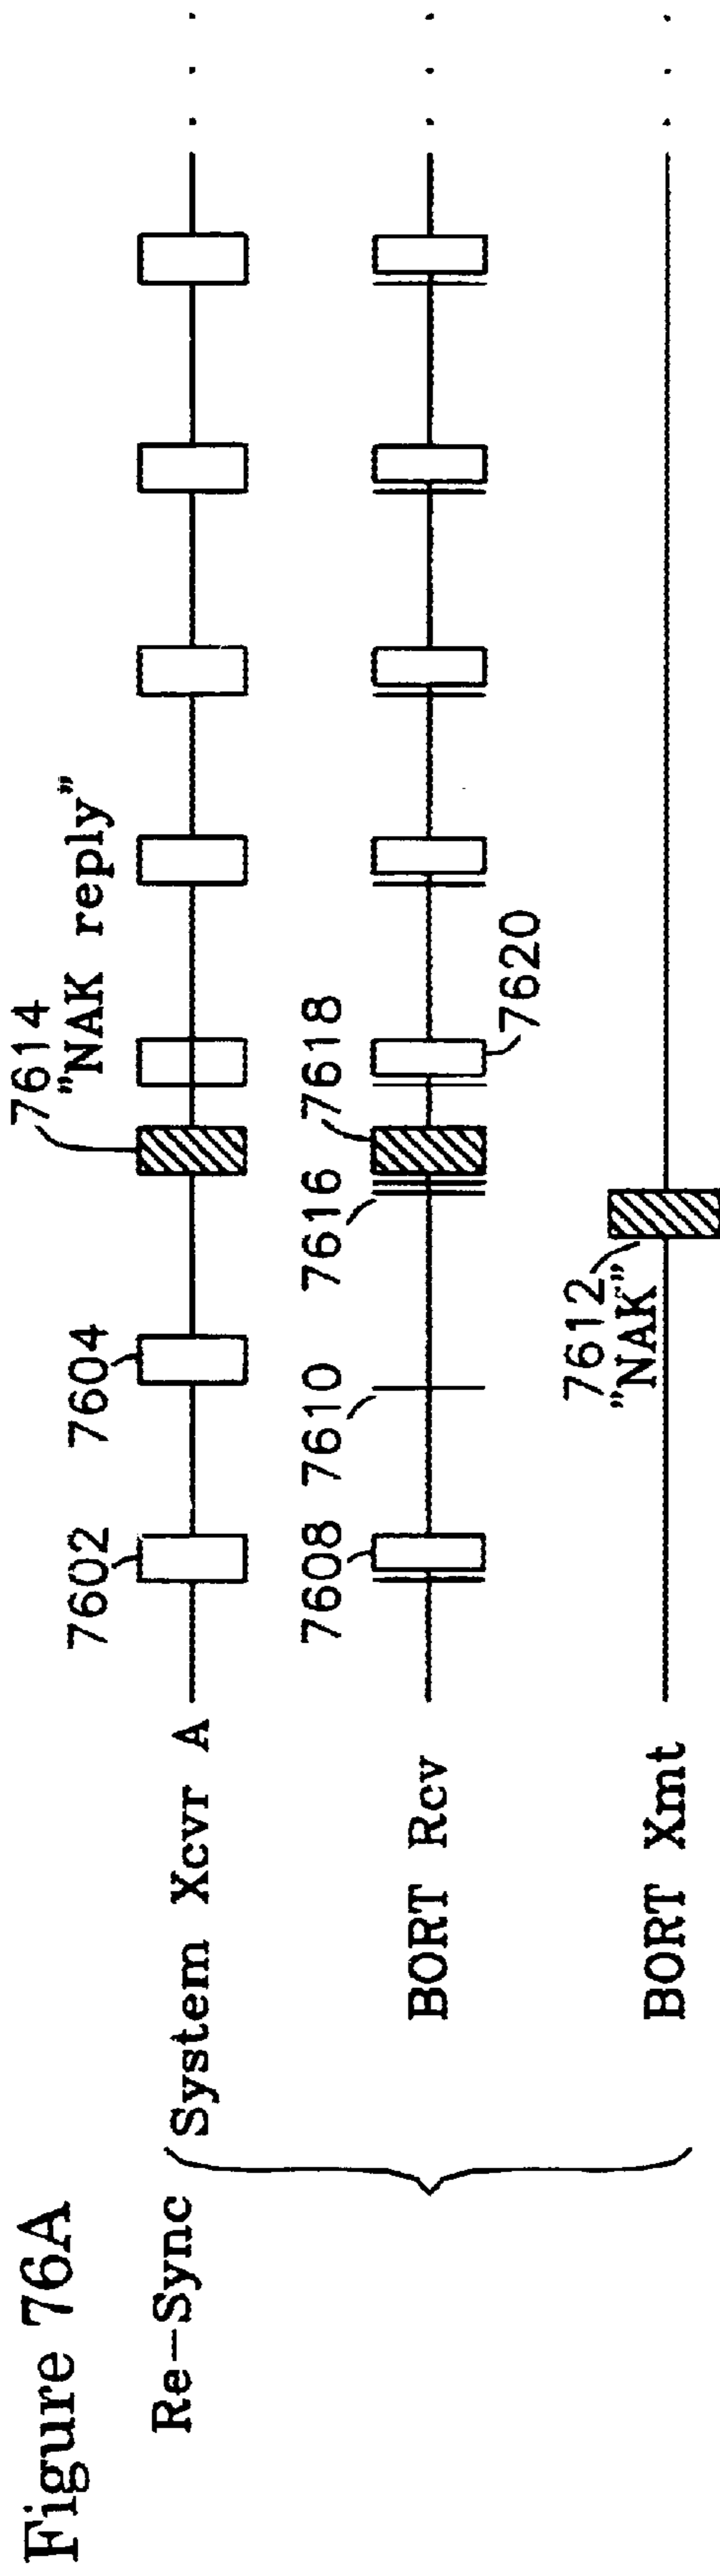 Figure 76A
Re-Sync
System Xcvr A
7602
7604
7614
"NAK reply"
BORT Rcv
7608
7610
7616
7618
7620
BORT Xmt
7612
"NAK"